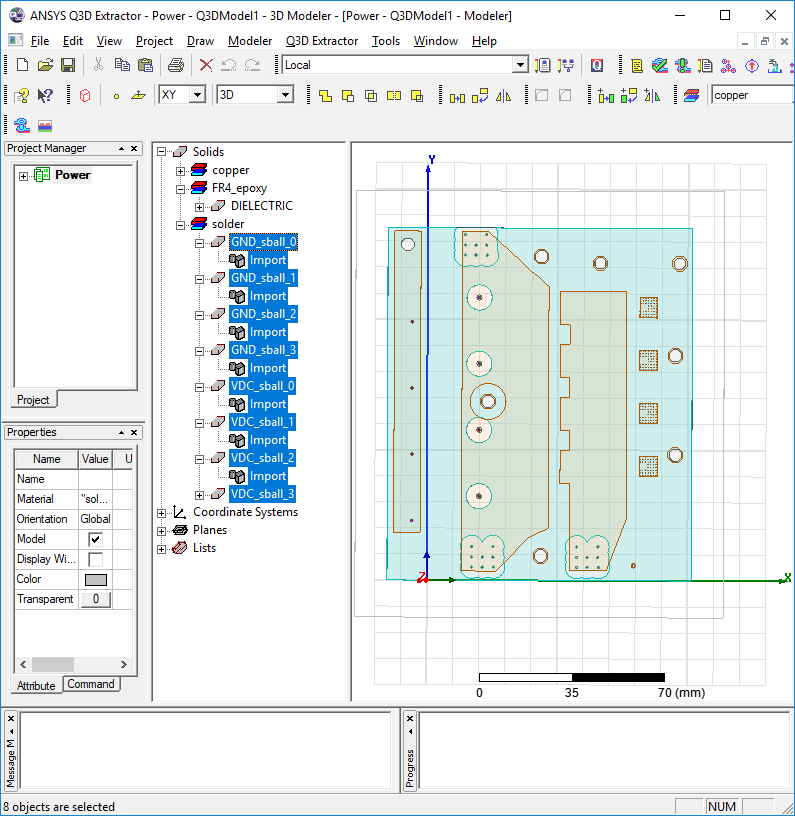 ANSYS Q3D Extractor - Power - Q3DModel1 - 3D Modeler - [Power - Q3DModel1 - Modeler]
File Edit View Project Draw Modeler Q3D Extractor Tools Window Help
Local
XY 3D copper
Project Manager
Power
Project
Properties
Name Value U
Name
Material "sol...
Orientation Global
Model
Display Wi...
Color
Transparent 0
Attribute Command
Solids
copper
FR4_epoxy
DIELECTRIC
solder
GND_sball_0
Import
GND_sball_1
Import
GND_sball_2
Import
GND_sball_3
Import
VDC_sball_0
Import
VDC_sball_1
Import
VDC_sball_2
Import
VDC_sball_3
Coordinate Systems
Planes
Lists
Y
Z
X
0 35 70 (mm)
Message M
Progress
8 objects are selected
NUM